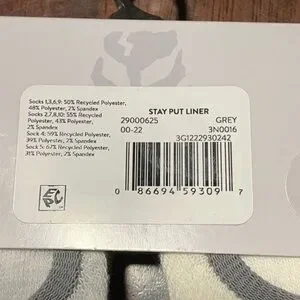 Socks 1,3,6,9: 50% Recycled Polyester,
48% Polyester, 2% Spandex
Socks 2,7,8,10: 55% Recycled
Polyester, 43% Polyester,
2% Spandex
Sock 4: 59% Recycled Polyester,
39% Polyester, 2% Spandex
Sock 5: 67% Recycled Polyester,
31% Polyester, 2% Spandex
STAY PUT LINER
29000625 GREY
00-22 3N0016
3G1222930242
0 86694 59309 7